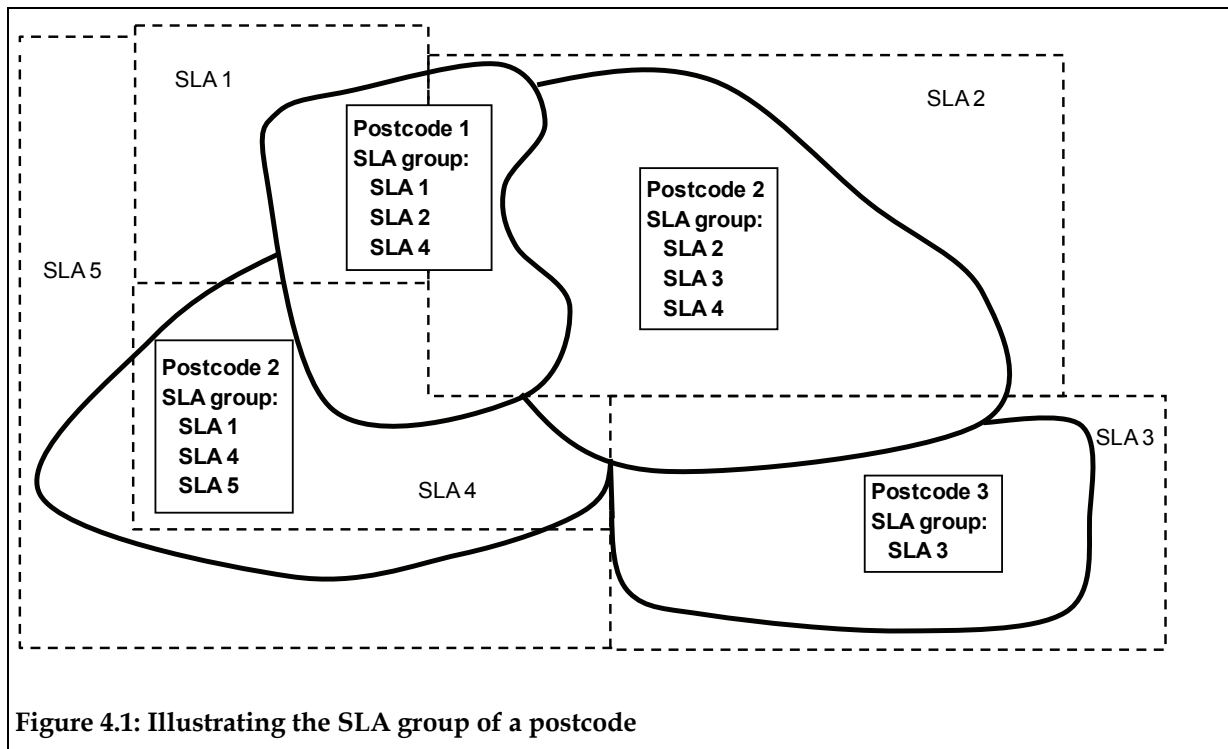 SLA 1
SLA 2
Postcode 1
SLA group:
SLA 1
SLA 2
SLA 4
Postcode 2
SLA group:
SLA 2
SLA 3
SLA 4
SLA 5
Postcode 2
SLA group:
SLA 1
SLA 4
SLA 5
SLA 4
SLA 3
Postcode 3
SLA group:
SLA 3
Figure 4.1: Illustrating the SLA group of a postcode